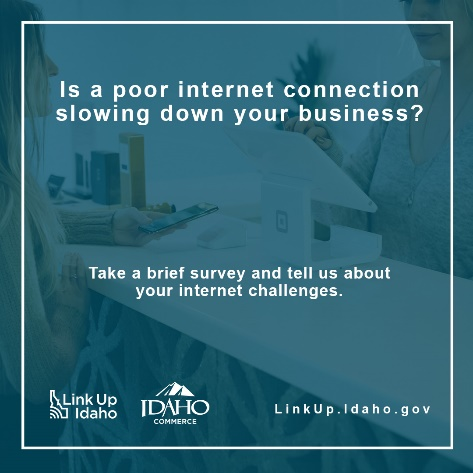 Is a poor internet connection
slowing down your business?
Take a brief survey and tell us about
your internet challenges.
Link Up
Idaho
IDAHO
COMMERCE
LinkUp.Idaho.gov